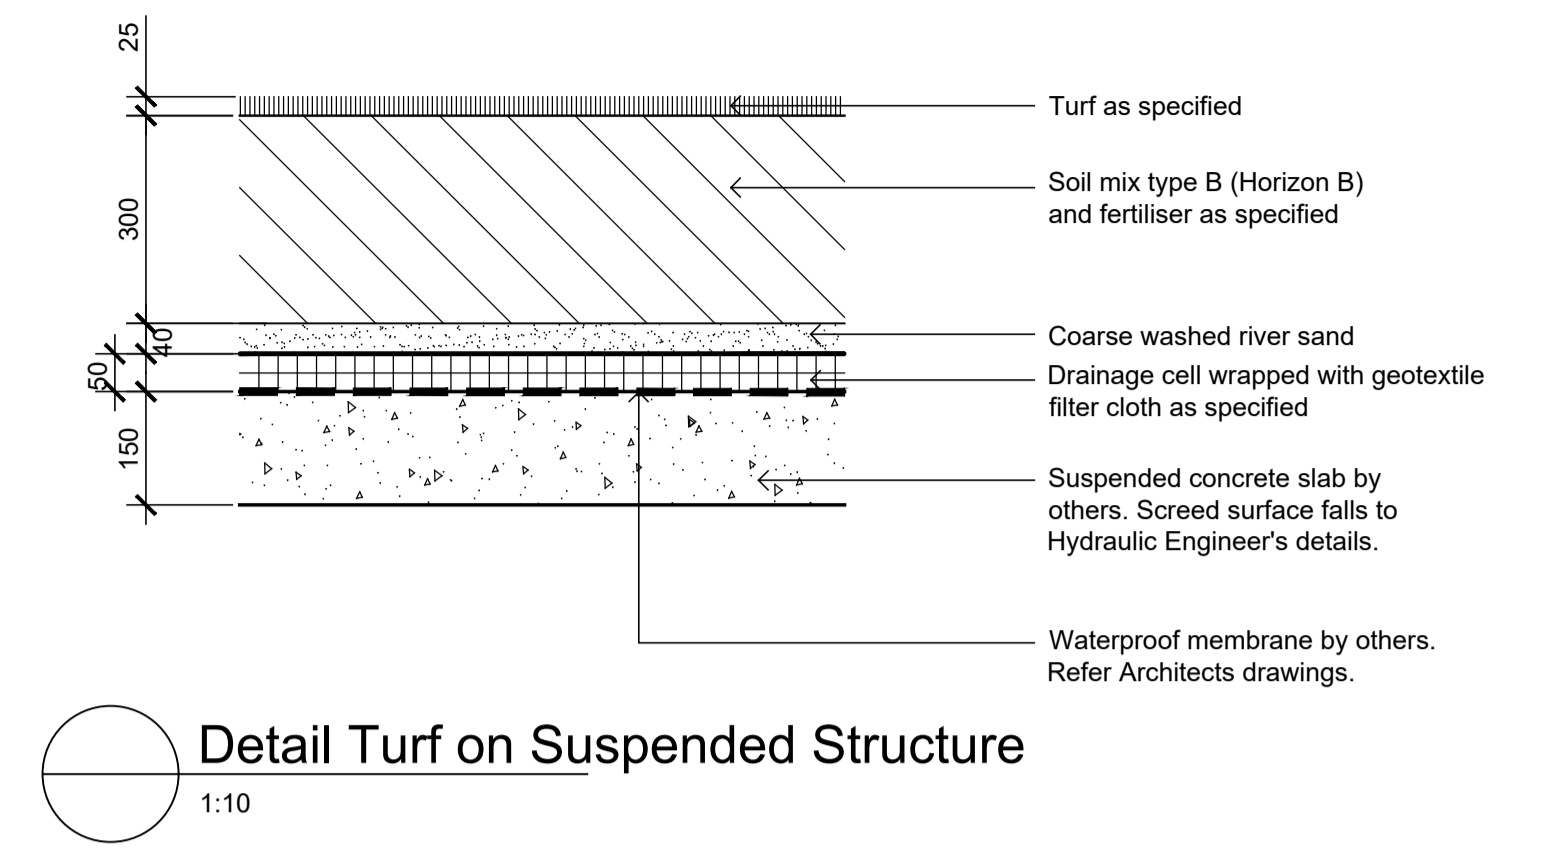 25
Turf as specified
300
Soil mix type B (Horizon B)
and fertiliser as specified
40
Coarse washed river sand
50
Drainage cell wrapped with geotextile
filter cloth as specified
150
Suspended concrete slab by
others. Screed surface falls to
Hydraulic Engineer's details.
Waterproof membrane by others.
Refer Architects drawings.
Detail Turf on Suspended Structure
1:10